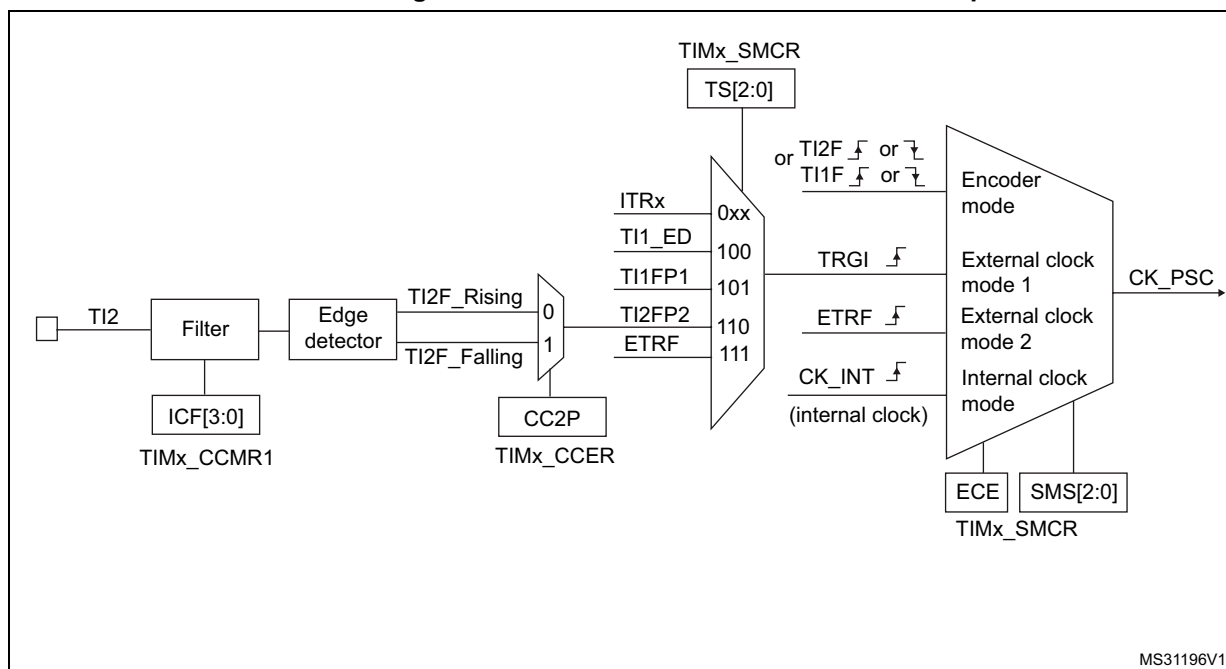 TIMx_SMCR
TS[2:0]
or TI2F or
TI1F or
Encoder
mode
ITRx
0xx
TI1_ED
100
TI1FP1
101
TI2FP2
110
ETRF
111
TRGI
External clock
mode 1
CK_PSC
ETRF
External clock
mode 2
CK_INT
(internal clock)
Internal clock
mode
TI2
Filter
Edge
detector
TI2F_Rising
TI2F_Falling
0
1
ICF[3:0]
TIMx_CCMR1
CC2P
TIMx_CCER
ECE
SMS[2:0]
TIMx_SMCR
MS31196V1